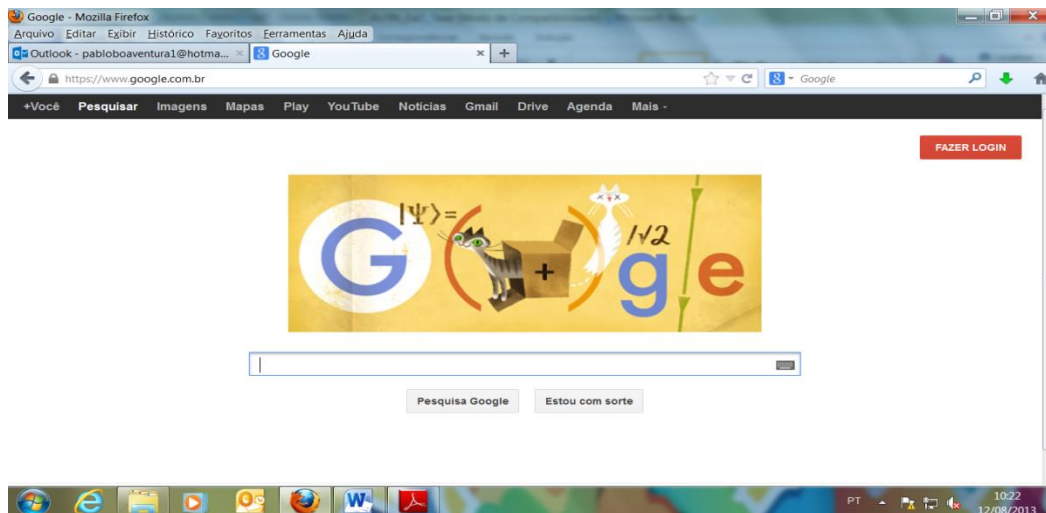 Google - Mozilla Firefox
Arquivo Editar Exibir Histórico Favoritos Ferramentas Ajuda
Outlook - pabloboaventura1@hotma... Google
https://www.google.com.br Google
+Você Pesquisar Imagens Mapas Play YouTube Notícias Gmail Drive Agenda Mais
FAZER LOGIN
|Ψ⟩=
G ( + ) /√2 g l e
Pesquisa Google Estou com sorte
PT 10:22
12/08/2013